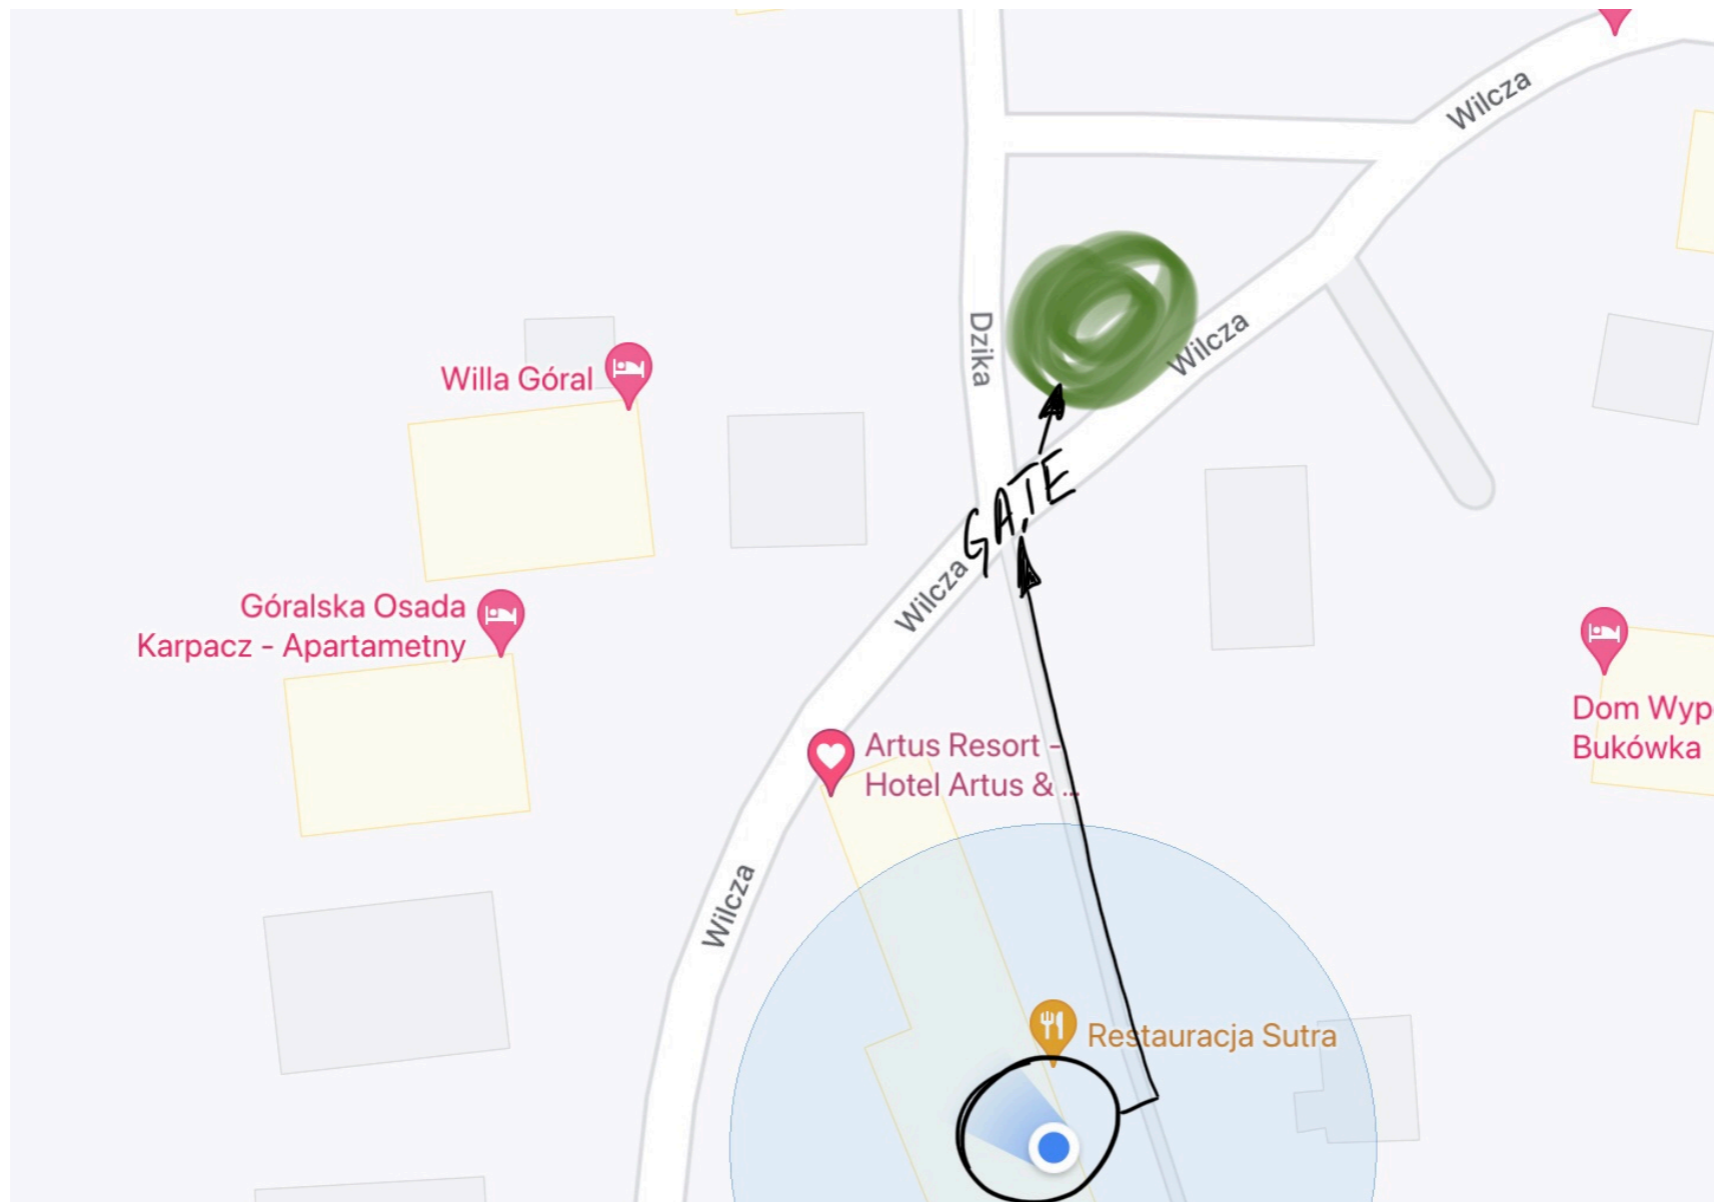 Wilcza
Dzika
Wilcza
Willa Góral
GATE
Wilcza
Góralska Osada
Karpacz - Apartametny
Dom Wyp
Bukówka
Artus Resort -
Hotel Artus & ...
Wilcza
Restauracja Sutra